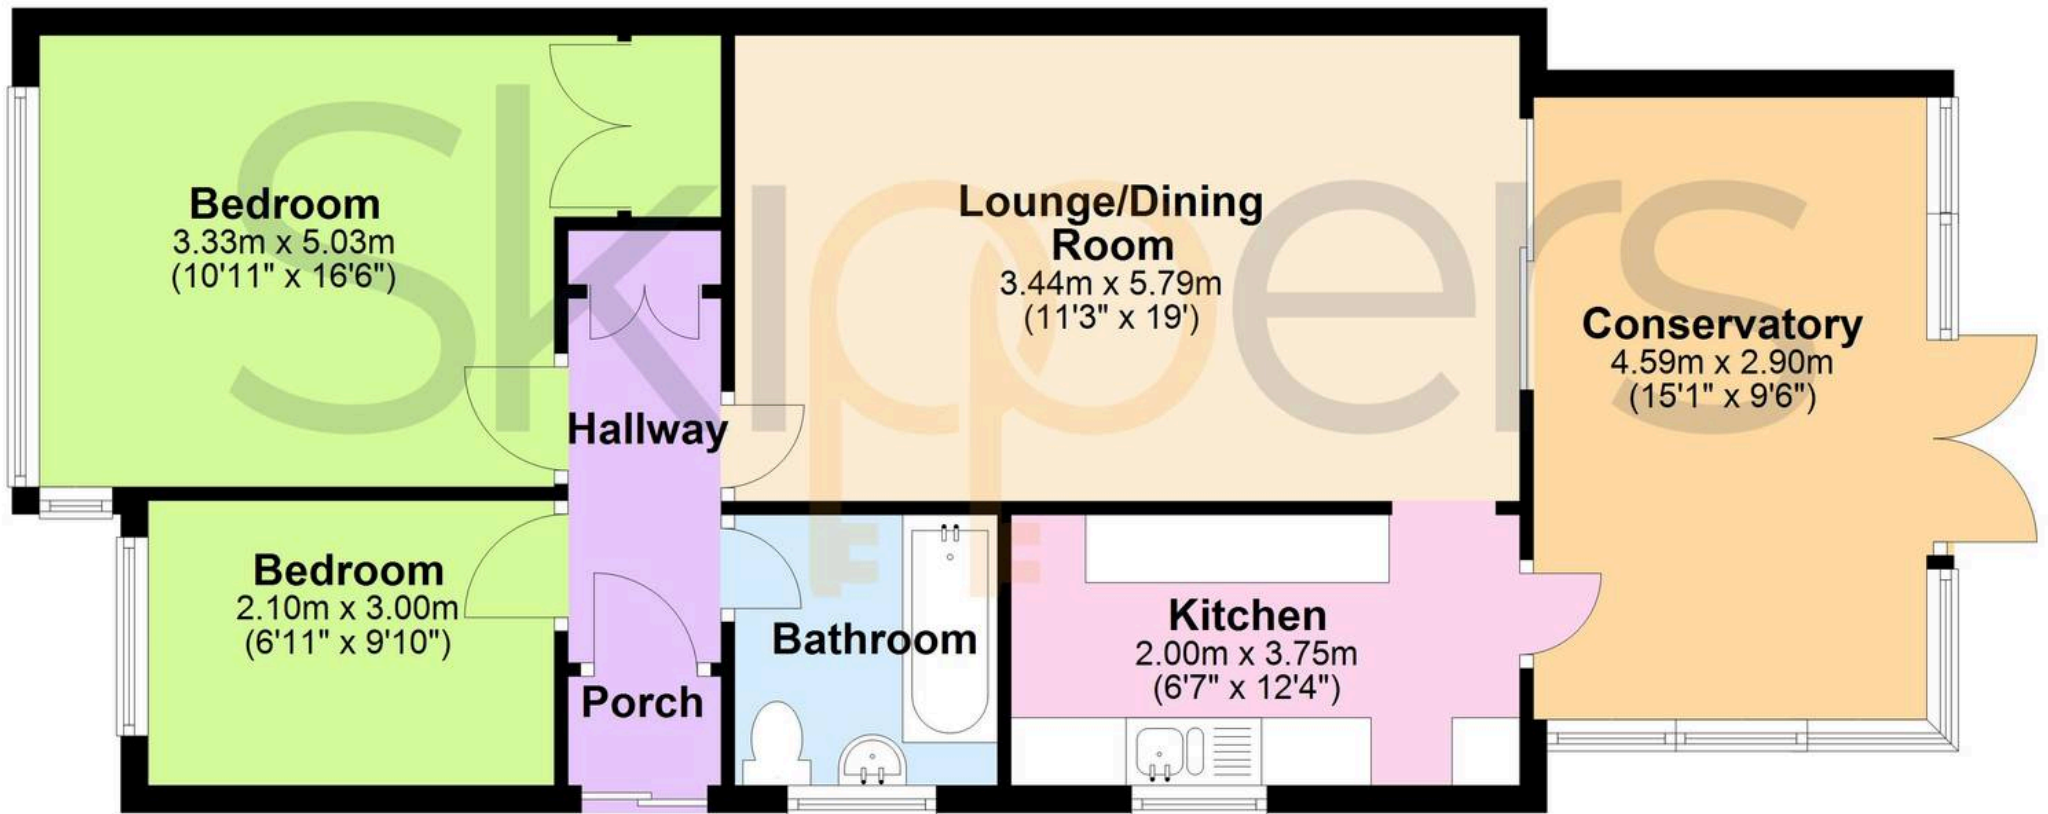 Skippers
Bedroom
3.33m x 5.03m
(10'11" x 16'6")
Lounge/Dining
Room
3.44m x 5.79m
(11'3" x 19')
Conservatory
4.59m x 2.90m
(15'1" x 9'6")
Hallway
Bedroom
2.10m x 3.00m
(6'11" x 9'10")
Bathroom
Kitchen
2.00m x 3.75m
(6'7" x 12'4")
Porch